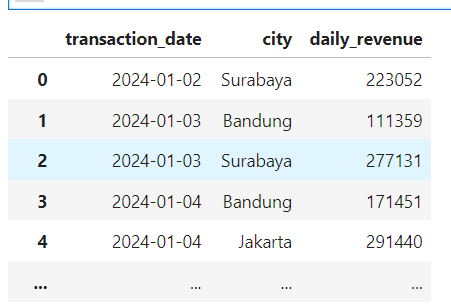 transaction_date city daily_revenue
0 2024-01-02 Surabaya 223052
1 2024-01-03 Bandung 111359
2 2024-01-03 Surabaya 277131
3 2024-01-04 Bandung 171451
4 2024-01-04 Jakarta 291440
... ... ... ...